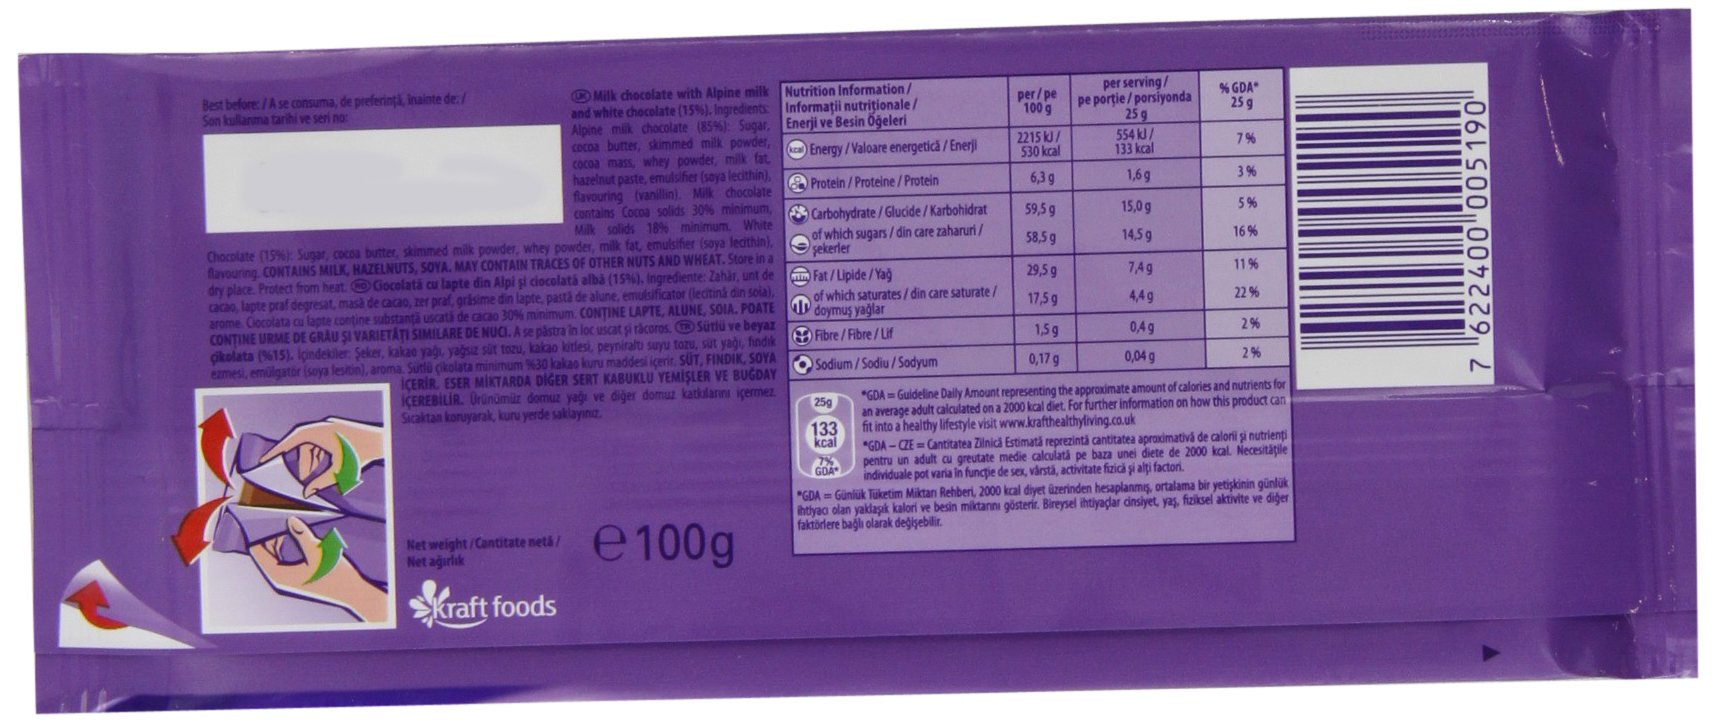 Best before: / A se consuma, de preferinţă, înainte de: /
Son kullanma tarihi ve seri no:
UK Milk chocolate with Alpine milk
and white chocolate (15%). Ingredients:
Alpine milk chocolate (85%): Sugar,
cocoa butter, skimmed milk powder,
cocoa mass, whey powder, milk fat,
hazelnut paste, emulsifier (soya lecithin),
flavouring (vanillin). Milk chocolate
contains Cocoa solids 30% minimum,
Milk solids 18% minimum. White
Chocolate (15%): Sugar, cocoa butter, skimmed milk powder, whey powder, milk fat, emulsifier (soya lecithin),
flavouring. CONTAINS MILK, HAZELNUTS, SOYA. MAY CONTAIN TRACES OF OTHER NUTS AND WHEAT. Store in a
dry place. Protect from heat. RO Ciocolată cu lapte din Alpi şi ciocolată albă (15%). Ingrediente: Zahăr, unt de
cacao, lapte praf degresat, masă de cacao, zer praf, grăsime din lapte, pastă de alune, emulsificator (lecitină din soia),
arome. Ciocolata cu lapte conţine substanţă uscată de cacao 30% minimum. CONŢINE LAPTE, ALUNE, SOIA. POATE
CONŢINE URME DE GRÂU ŞI VARIETĂŢI SIMILARE DE NUCI. A se păstra în loc uscat şi răcoros. TR Sütlü ve beyaz
çikolata (%15). İçindekiler: Şeker, kakao yağı, yağsız süt tozu, kakao kitlesi, peyniraltı suyu tozu, süt yağı, fındık
ezmesi, emülgatör (soya lesitin), aroma. Sütlü çikolata minimum %30 kakao kuru maddesi içerir. SÜT, FINDIK, SOYA
İÇERİR. ESER MİKTARDA DİĞER SERT KABUKLU YEMİŞLER VE BUĞDAY
İÇEREBİLİR. Ürünümüz domuz yağı ve diğer domuz katkılarını içermez.
Sıcaktan koruyarak, kuru yerde saklayınız.
Net weight / Cantitate netă /
Net ağırlık
e 100g
kraft foods
Nutrition Information / Informaţii nutriţionale / Enerji ve Besin Öğeleri per / pe 100 g per serving / pe porţie / porsiyonda 25 g % GDA* 25 g
kcal Energy / Valoare energetică / Enerji 2215 kJ / 530 kcal 554 kJ / 133 kcal 7 %
Protein / Proteine / Protein 6,3 g 1,6 g 3 %
Carbohydrate / Glucide / Karbohidrat 59,5 g 15,0 g 5 %
of which sugars / din care zaharuri / şekerler 58,5 g 14,5 g 16 %
Fat / Lipide / Yağ 29,5 g 7,4 g 11 %
of which saturates / din care saturate / doymuş yağlar 17,5 g 4,4 g 22 %
Fibre / Fibre / Lif 1,5 g 0,4 g 2 %
Sodium / Sodiu / Sodyum 0,17 g 0,04 g 2 %
25g
133
kcal
7%
GDA*
*GDA = Guideline Daily Amount representing the approximate amount of calories and nutrients for
an average adult calculated on a 2000 kcal diet. For further information on how this product can
fit into a healthy lifestyle visit www.krafthealthyliving.co.uk
*GDA – CZE = Cantitatea Zilnică Estimată reprezintă cantitatea aproximativă de calorii şi nutrienţi
pentru un adult cu greutate medie calculată pe baza unei diete de 2000 kcal. Necesităţile
individuale pot varia în funcţie de sex, vârstă, activitate fizică şi alţi factori.
*GDA = Günlük Tüketim Miktarı Rehberi, 2000 kcal diyet üzerinden hesaplanmış, ortalama bir yetişkinin günlük
ihtiyacı olan yaklaşık kalori ve besin miktarını gösterir. Bireysel ihtiyaçlar cinsiyet, yaş, fiziksel aktivite ve diğer
faktörlere bağlı olarak değişebilir.
7 622400 005190